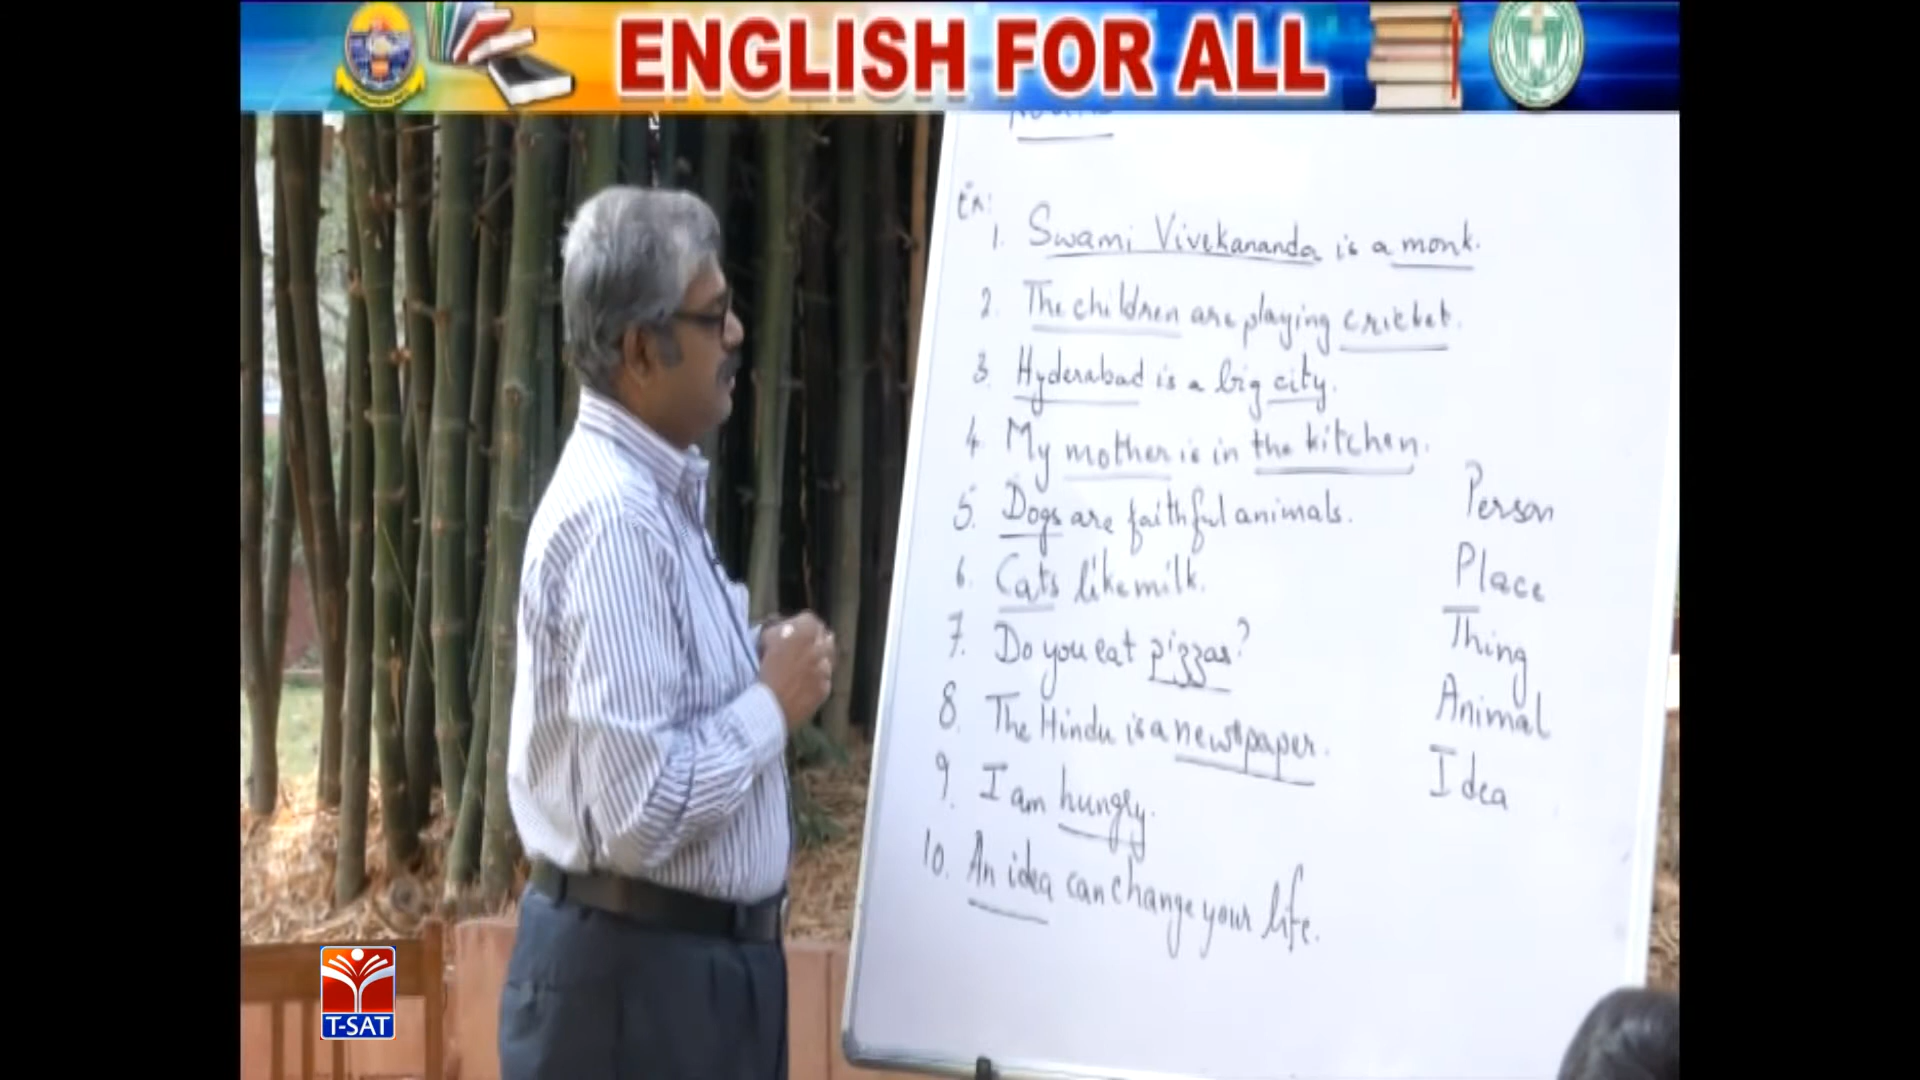 ENGLISH FOR ALL
Ex:
1. Swami Vivekananda is a monk.
2. The children are playing cricket.
3. Hyderabad is a big city.
4. My mother is in the kitchen.
5. Dogs are faithful animals.
6. Cats like milk.
7. Do you eat pizzas?
8. The Hindu is a newspaper.
9. I am hungry.
10. An idea can change your life.
Person
Place
Thing
Animal
Idea
T-SAT